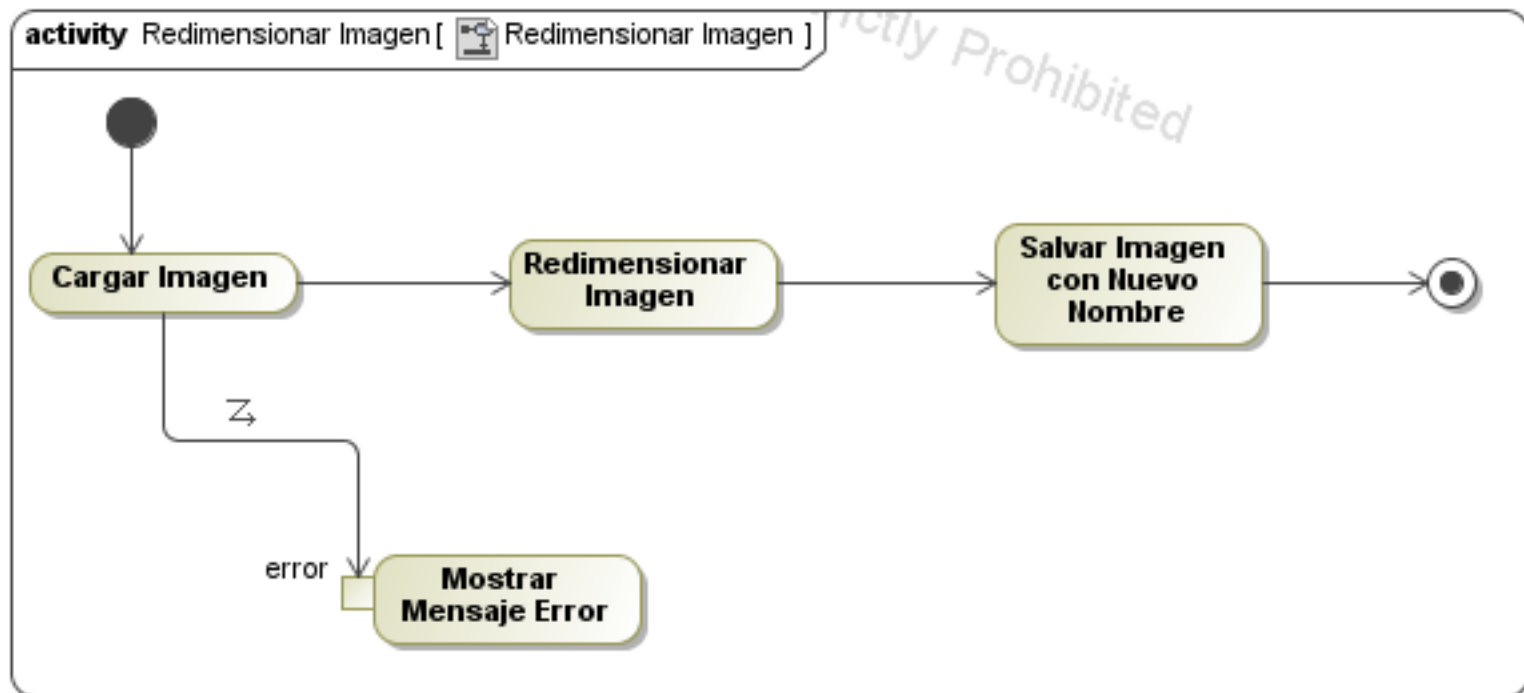 activity Redimensionar Imagen [ Redimensionar Imagen ]
Prohibited
Cargar Imagen
Redimensionar
Imagen
Salvar Imagen
con Nuevo
Nombre
error
Mostrar
Mensaje Error